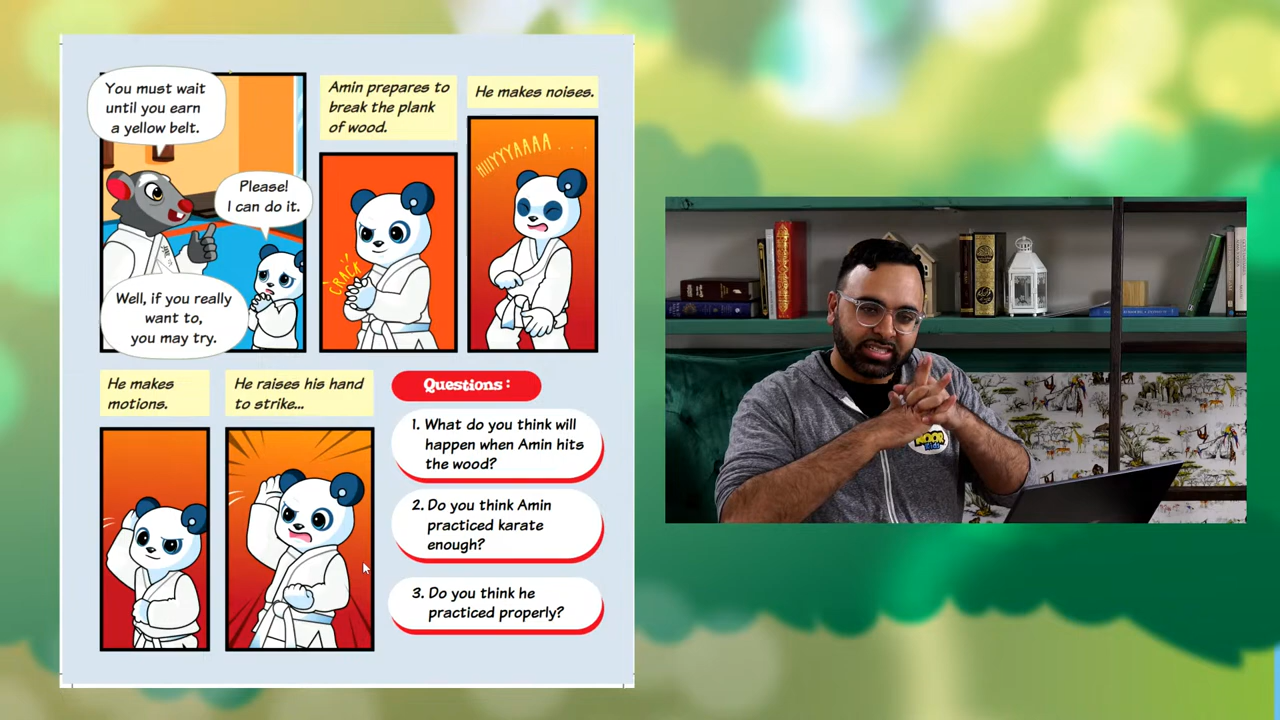 You must wait
until you earn
a yellow belt.
Please!
I can do it.
Well, if you really
want to,
you may try.
Amin prepares to
break the plank
of wood.
CRACK
He makes noises.
HIIIYYYAAAA . . .
He makes
motions.
He raises his hand
to strike...
Questions:
1. What do you think will
happen when Amin hits
the wood?
2. Do you think Amin
practiced karate
enough?
3. Do you think he
practiced properly?
NOOR
KIDS